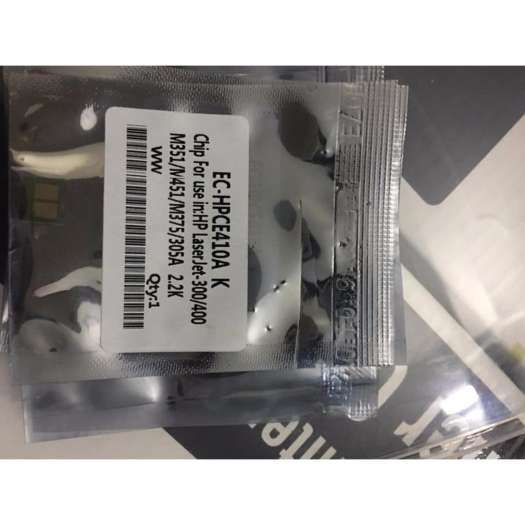 EC-HPCE410A K
Chip For use in:HP LaserJet-300/400
M351/M451/M375/305A 2.2K
WW
Qty:1